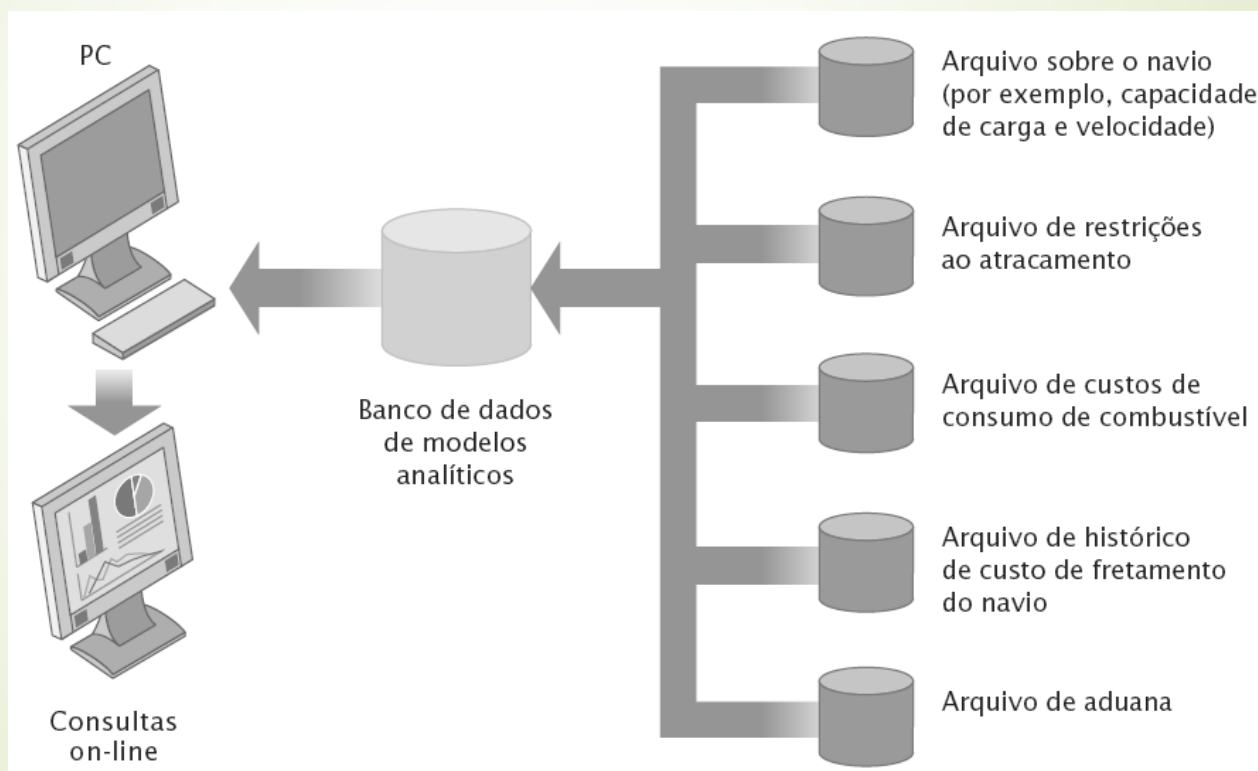 PC
Consultas
on-line
Banco de dados
de modelos
analíticos
Arquivo sobre o navio
(por exemplo, capacidade
de carga e velocidade)
Arquivo de restrições
ao atracamento
Arquivo de custos de
consumo de combustível
Arquivo de histórico
de custo de fretamento
do navio
Arquivo de aduana